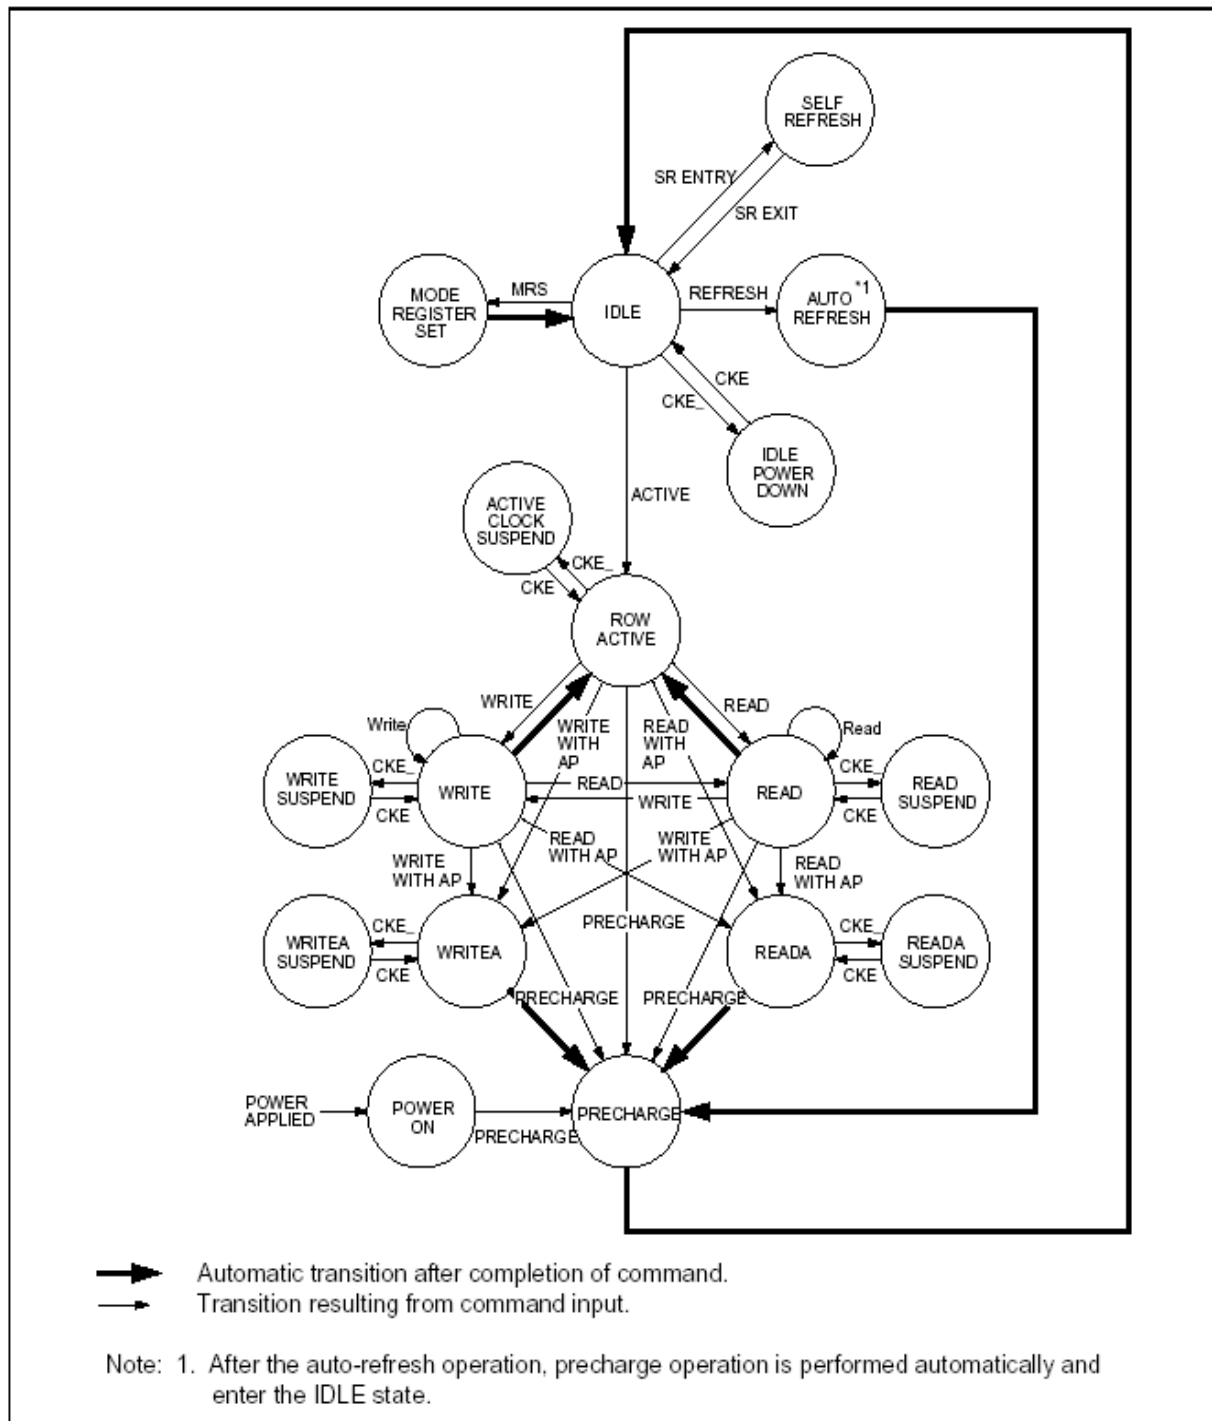 SELF
REFRESH
SR ENTRY
SR EXIT
MODE
REGISTER
SET
MRS
IDLE
REFRESH
AUTO *1
REFRESH
CKE
CKE_
IDLE
POWER
DOWN
ACTIVE
ACTIVE
CLOCK
SUSPEND
CKE_
CKE
ROW
ACTIVE
WRITE
READ
WRITE
WITH
AP
READ
WITH
AP
Write
Read
WRITE
SUSPEND
CKE_
CKE
WRITE
READ
WRITE
READ
CKE_
CKE
READ
SUSPEND
WRITE
WITH AP
READ
WITH AP
WRITE
WITH AP
READ
WITH AP
WRITEA
SUSPEND
CKE_
CKE
WRITEA
PRECHARGE
READA
CKE_
CKE
READA
SUSPEND
PRECHARGE
PRECHARGE
POWER
APPLIED
POWER
ON
PRECHARGE
PRECHARGE
Automatic transition after completion of command.
Transition resulting from command input.
Note: 1. After the auto-refresh operation, precharge operation is performed automatically and
enter the IDLE state.